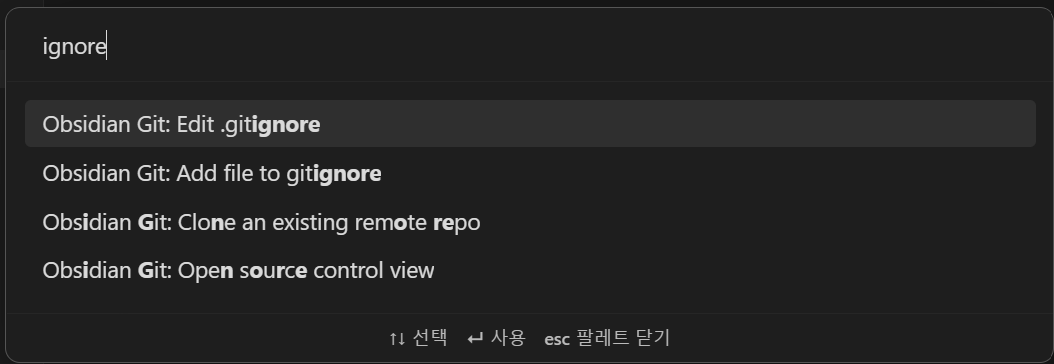 ignore
Obsidian Git: Edit .gitignore
Obsidian Git: Add file to gitignore
Obsidian Git: Clone an existing remote repo
Obsidian Git: Open source control view
↑↓ 선택 ↵ 사용 esc 팔레트 닫기